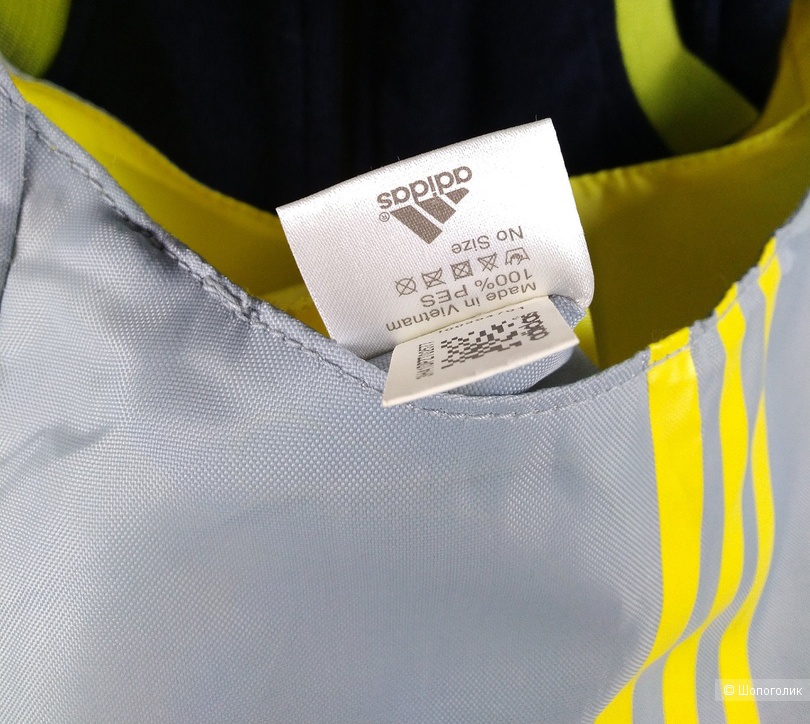 adidas®
No Size
100% PES
Made in Vietnam
© Шопоголик